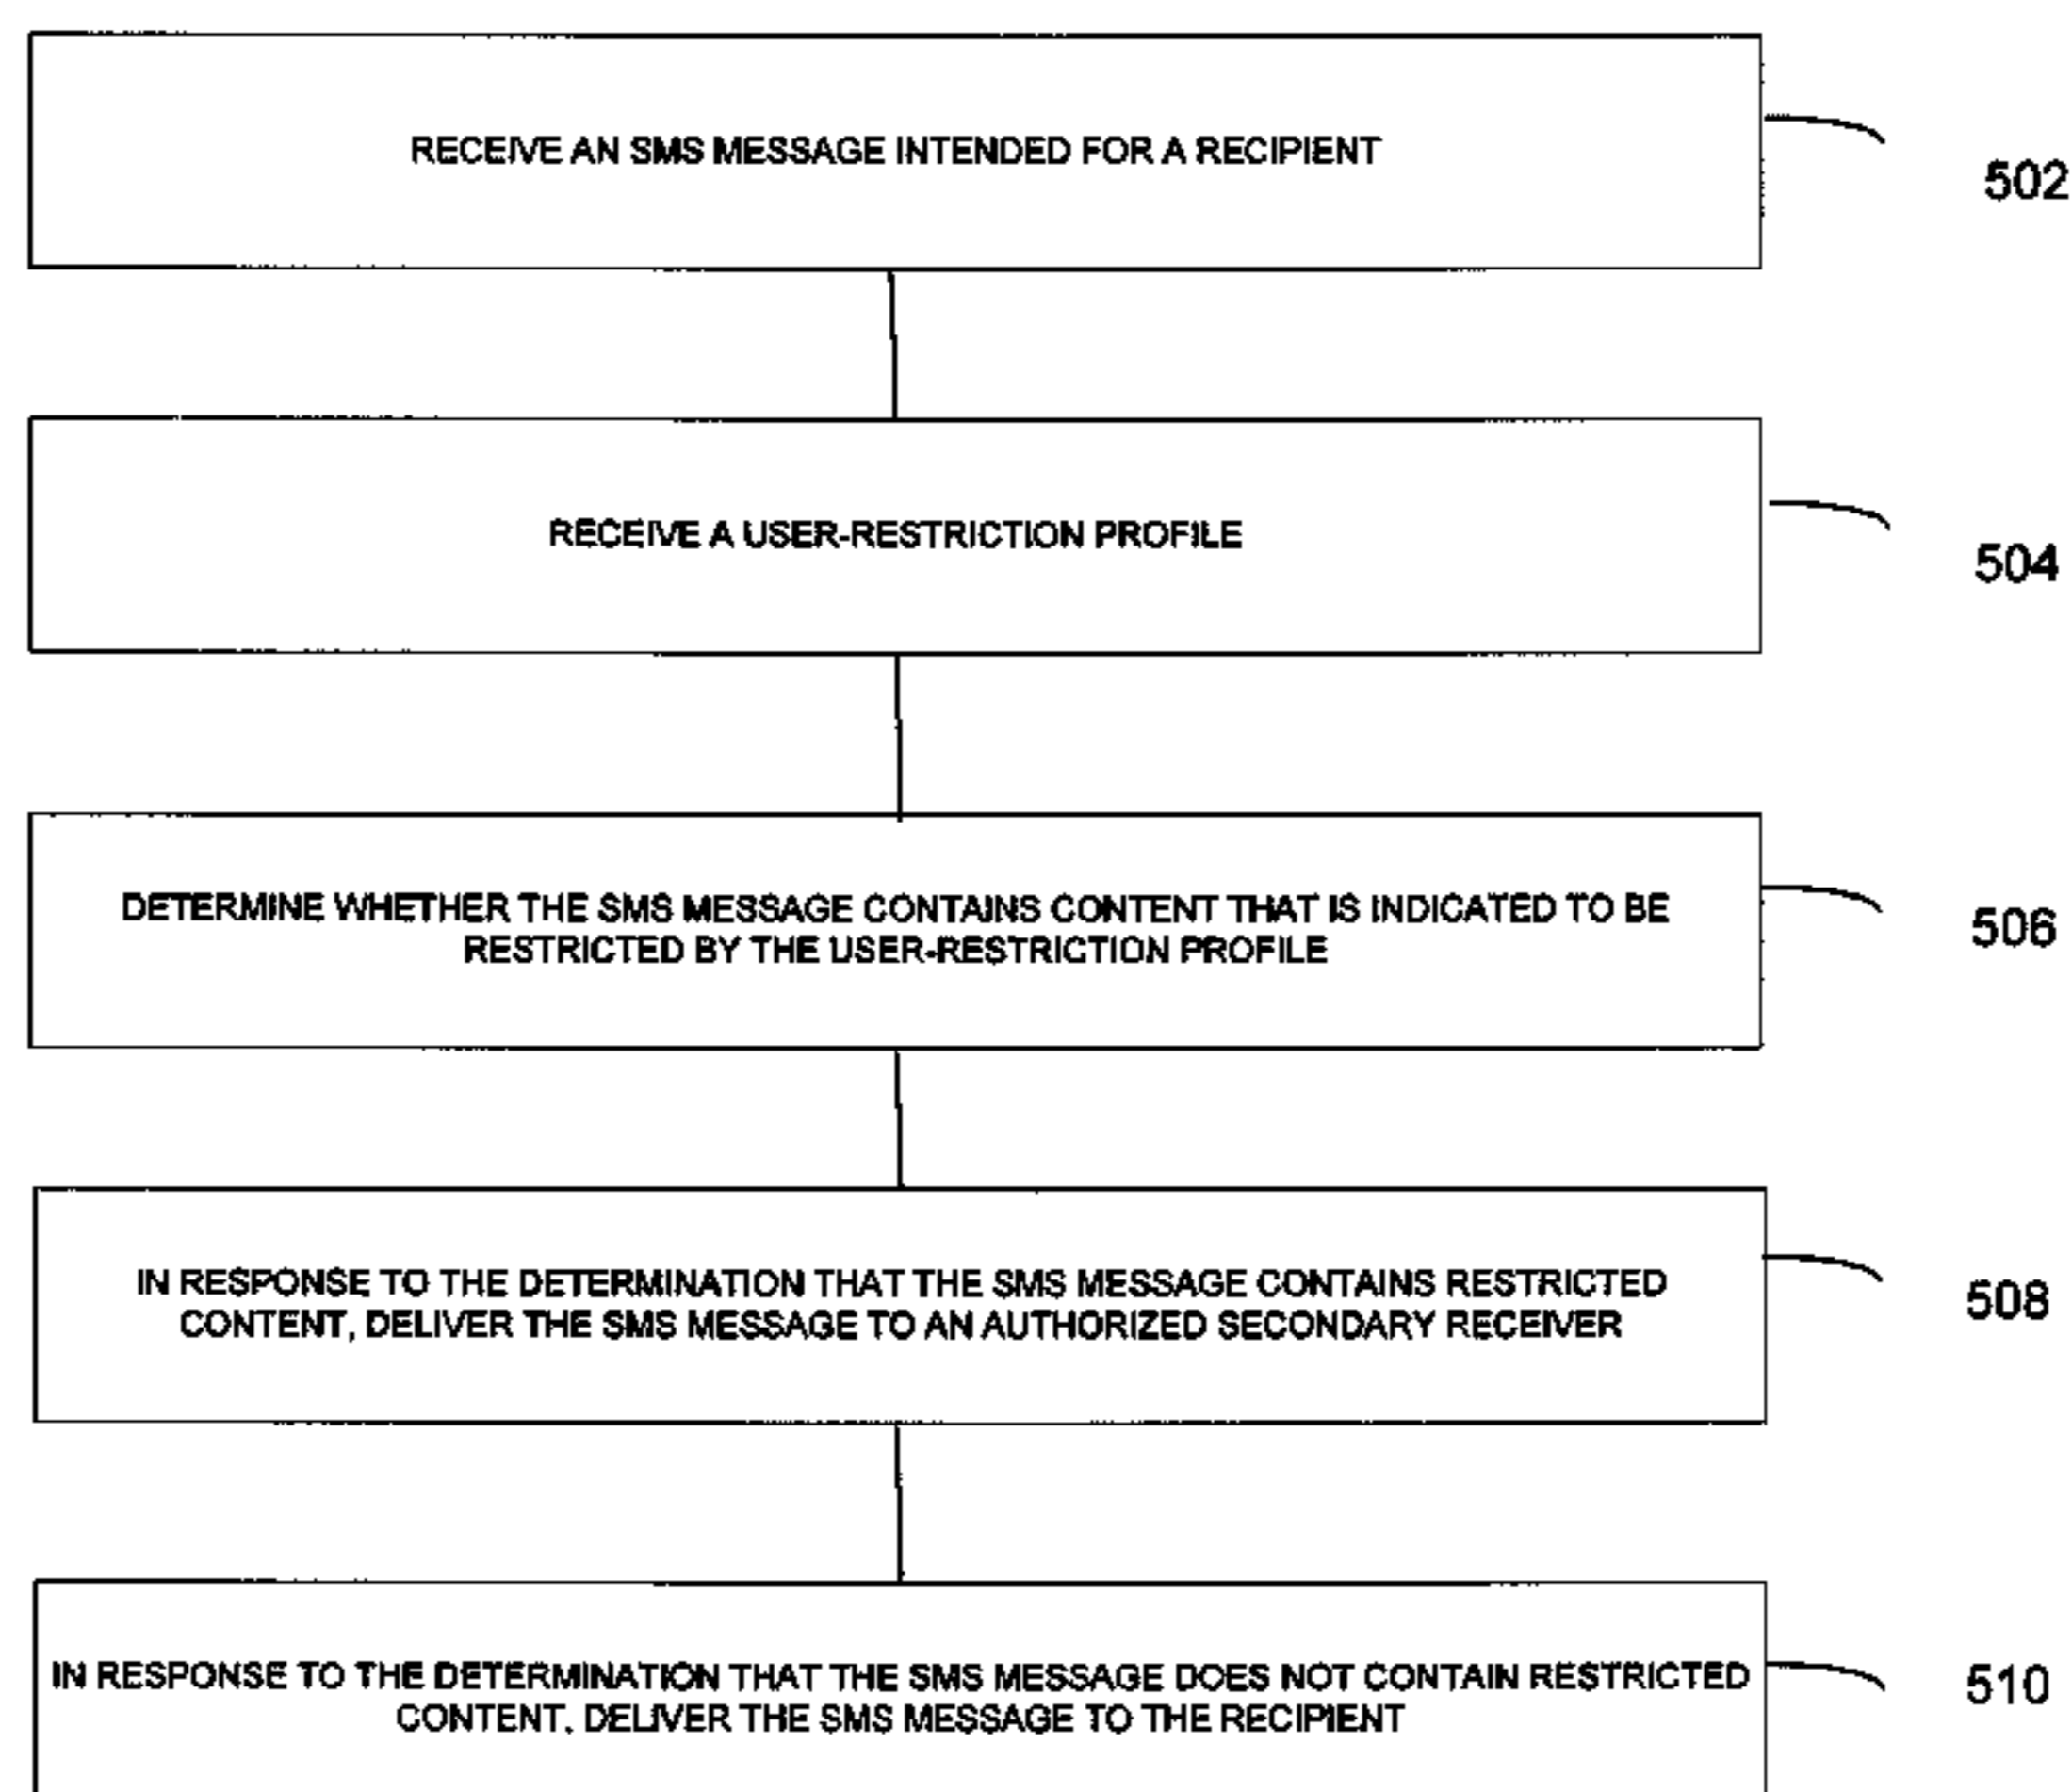 RECEIVE AN SMS MESSAGE INTENDED FOR A RECIPIENT
502
RECEIVE A USER-RESTRICTION PROFILE
504
DETERMINE WHETHER THE SMS MESSAGE CONTAINS CONTENT THAT IS INDICATED TO BE
RESTRICTED BY THE USER-RESTRICTION PROFILE
506
IN RESPONSE TO THE DETERMINATION THAT THE SMS MESSAGE CONTAINS RESTRICTED
CONTENT, DELIVER THE SMS MESSAGE TO AN AUTHORIZED SECONDARY RECEIVER
508
IN RESPONSE TO THE DETERMINATION THAT THE SMS MESSAGE DOES NOT CONTAIN RESTRICTED
CONTENT, DELIVER THE SMS MESSAGE TO THE RECIPIENT
510